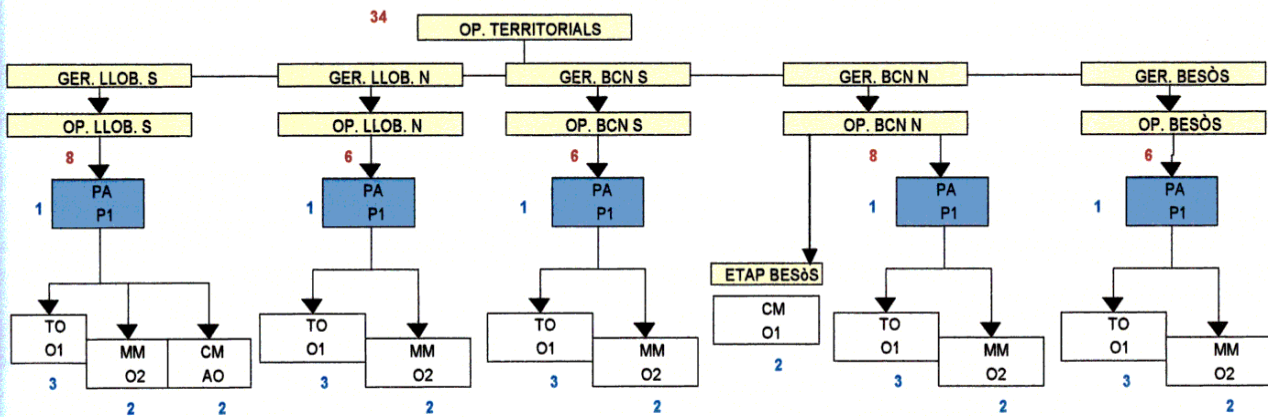 34
OP. TERRITORIALS
GER. LLOB. S
GER. LLOB. N
GER. BCN S
GER. BCN N
GER. BESÒS
OP. LLOB. S
OP. LLOB. N
OP. BCN S
OP. BCN N
OP. BESÒS
8
6
6
8
6
1
PA
P1
1
PA
P1
1
PA
P1
1
PA
P1
1
PA
P1
ETAP BESòS
CM
O1
2
TO
O1
3
MM
O2
2
CM
AO
2
TO
O1
3
MM
O2
2
TO
O1
3
MM
O2
2
TO
O1
3
MM
O2
2
TO
O1
3
MM
O2
2